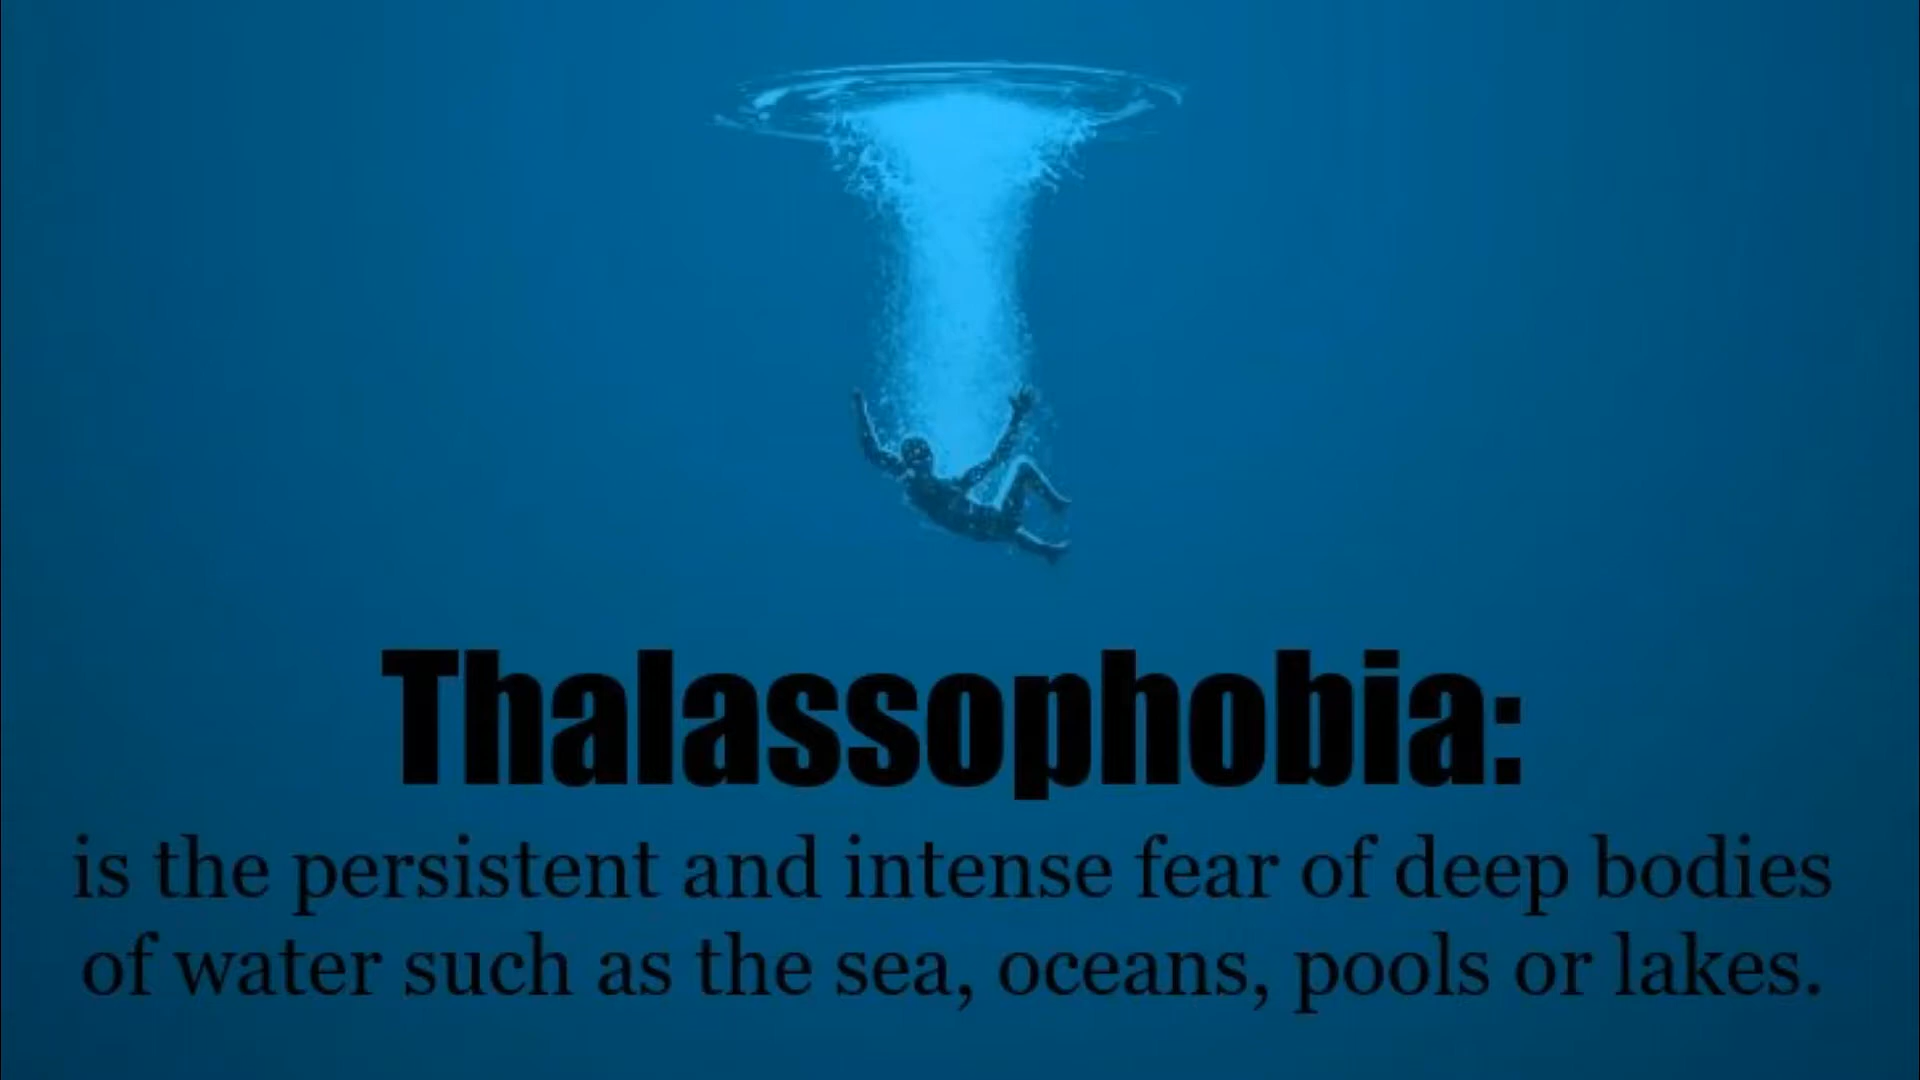 Thalassophobia:
is the persistent and intense fear of deep bodies
of water such as the sea, oceans, pools or lakes.